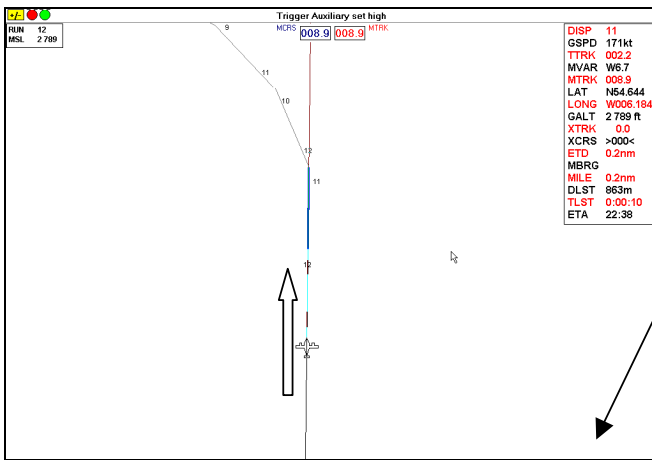 +/-
Trigger Auxiliary set high
RUN 12
MSL 2 789
MCRS 008.9 008.9 MTRK
9
11
10
12
11
12
DISP 11
GSPD 171kt
TTRK 002.2
MVAR W6.7
MTRK 008.9
LAT N54.644
LONG W006.184
GALT 2 789 ft
XTRK 0.0
XCRS >000<
ETD 0.2nm
MBRG
MILE 0.2nm
DLST 863m
TLST 0:00:10
ETA 22:38